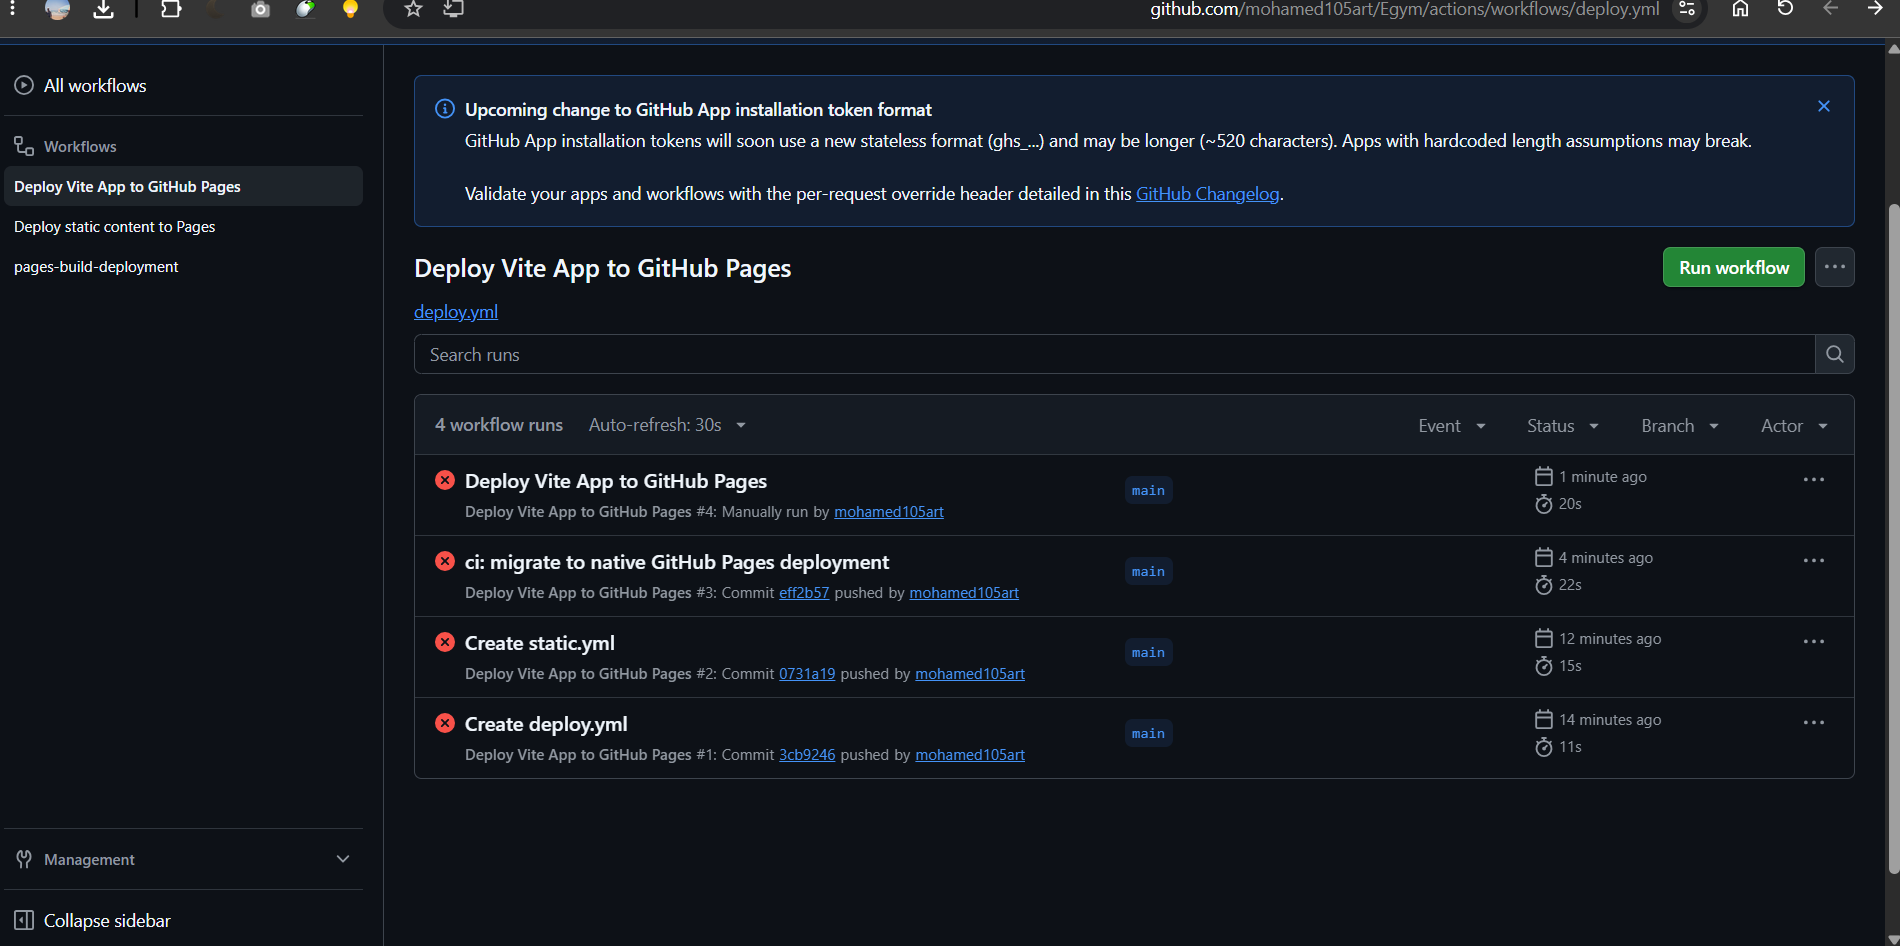 github.com/mohamed105art/Egym/actions/workflows/deploy.yml
All workflows
Workflows
Deploy Vite App to GitHub Pages
Deploy static content to Pages
pages-build-deployment
Management
Collapse sidebar
Upcoming change to GitHub App installation token format
GitHub App installation tokens will soon use a new stateless format (ghs_...) and may be longer (~520 characters). Apps with hardcoded length assumptions may break.
Validate your apps and workflows with the per-request override header detailed in this GitHub Changelog.
Deploy Vite App to GitHub Pages
Run workflow
deploy.yml
Search runs
4 workflow runs Auto-refresh: 30s Event Status Branch Actor
Deploy Vite App to GitHub Pages main 1 minute ago
Deploy Vite App to GitHub Pages #4: Manually run by mohamed105art 20s
ci: migrate to native GitHub Pages deployment main 4 minutes ago
Deploy Vite App to GitHub Pages #3: Commit eff2b57 pushed by mohamed105art 22s
Create static.yml main 12 minutes ago
Deploy Vite App to GitHub Pages #2: Commit 0731a19 pushed by mohamed105art 15s
Create deploy.yml main 14 minutes ago
Deploy Vite App to GitHub Pages #1: Commit 3cb9246 pushed by mohamed105art 11s